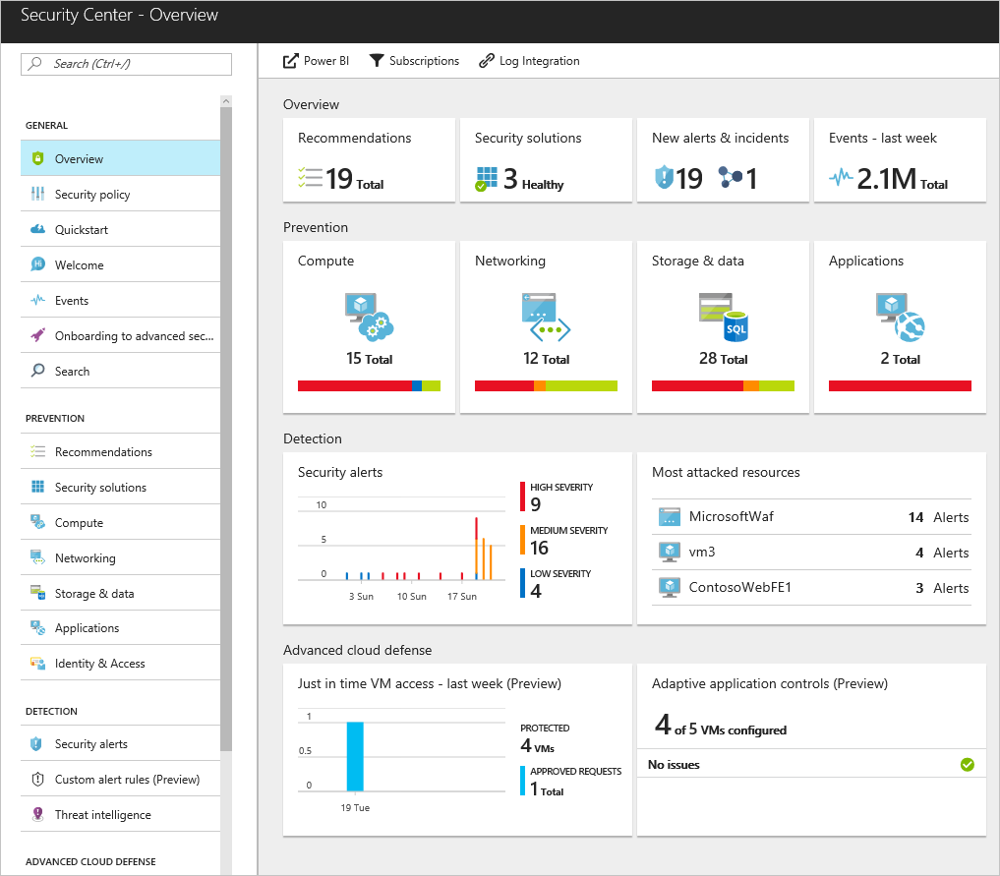 Security Center - Overview
Search (Ctrl+/)
GENERAL
Overview
Security policy
Quickstart
Hi
Welcome
Events
Onboarding to advanced sec...
Search
PREVENTION
Recommendations
Security solutions
Compute
Networking
Storage & data
Applications
Identity & Access
DETECTION
Security alerts
Custom alert rules (Preview)
Threat intelligence
ADVANCED CLOUD DEFENSE
Power BI Subscriptions Log Integration
Overview
Recommendations
19 Total
Security solutions
3 Healthy
New alerts & incidents
19 1
Events - last week
2.1M Total
Prevention
Compute
15 Total
Networking
12 Total
Storage & data
SQL
28 Total
Applications
2 Total
Detection
Security alerts
10
5
0
3 Sun 10 Sun 17 Sun
HIGH SEVERITY
9
MEDIUM SEVERITY
16
LOW SEVERITY
4
Most attacked resources
MicrosoftWaf 14 Alerts
vm3 4 Alerts
ContosoWebFE1 3 Alerts
Advanced cloud defense
Just in time VM access - last week (Preview)
1
0.5
0
19 Tue
PROTECTED
4 VMs
APPROVED REQUESTS
1 Total
Adaptive application controls (Preview)
4 of 5 VMs configured
No issues